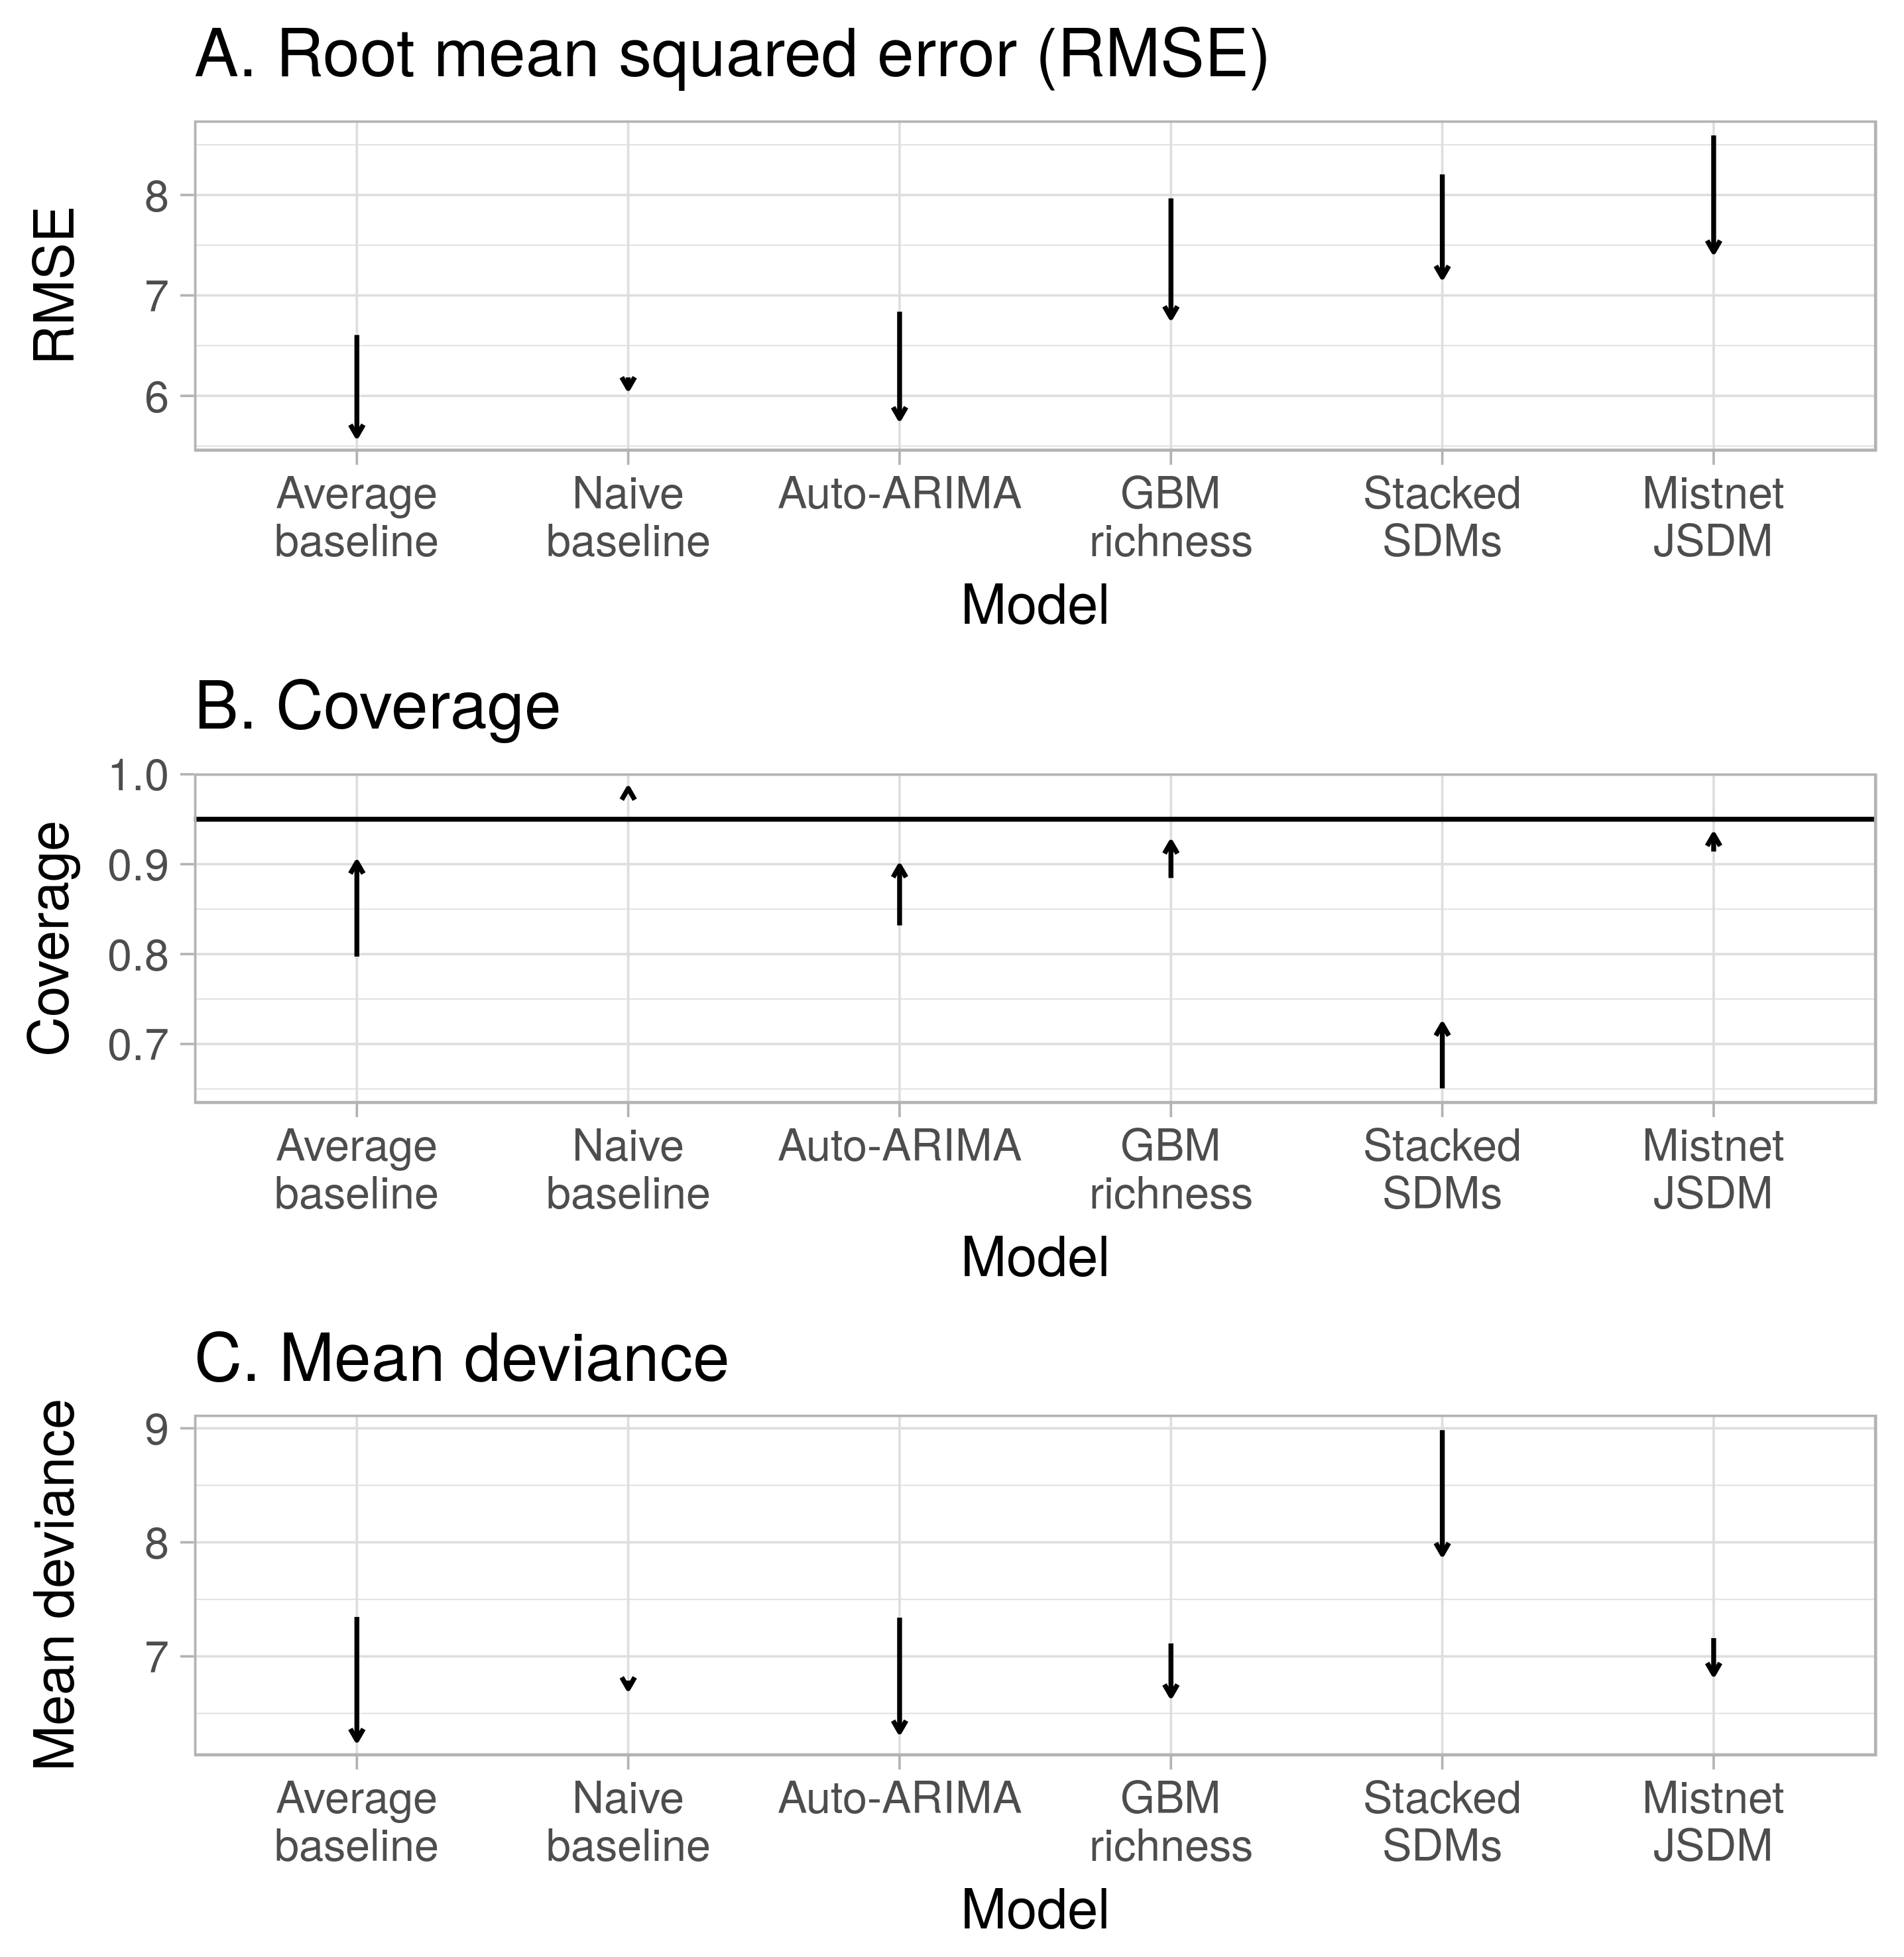 A. Root mean squared error (RMSE)
RMSE
8
7
6
Average Naive Auto-ARIMA GBM Stacked Mistnet
baseline baseline richness SDMs JSDM
Model
B. Coverage
Coverage
1.0
0.9
0.8
0.7
Average Naive Auto-ARIMA GBM Stacked Mistnet
baseline baseline richness SDMs JSDM
Model
C. Mean deviance
Mean deviance
9
8
7
Average Naive Auto-ARIMA GBM Stacked Mistnet
baseline baseline richness SDMs JSDM
Model